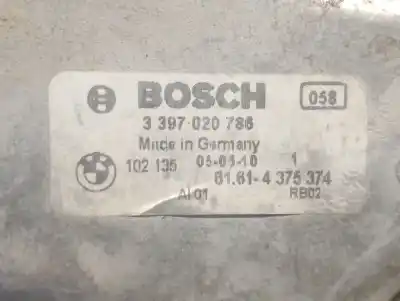 BOSCH 058
3 397 020 786
Made in Germany
102 135 05-01-10 1
61.61-4 375 374
AI 01 RB02